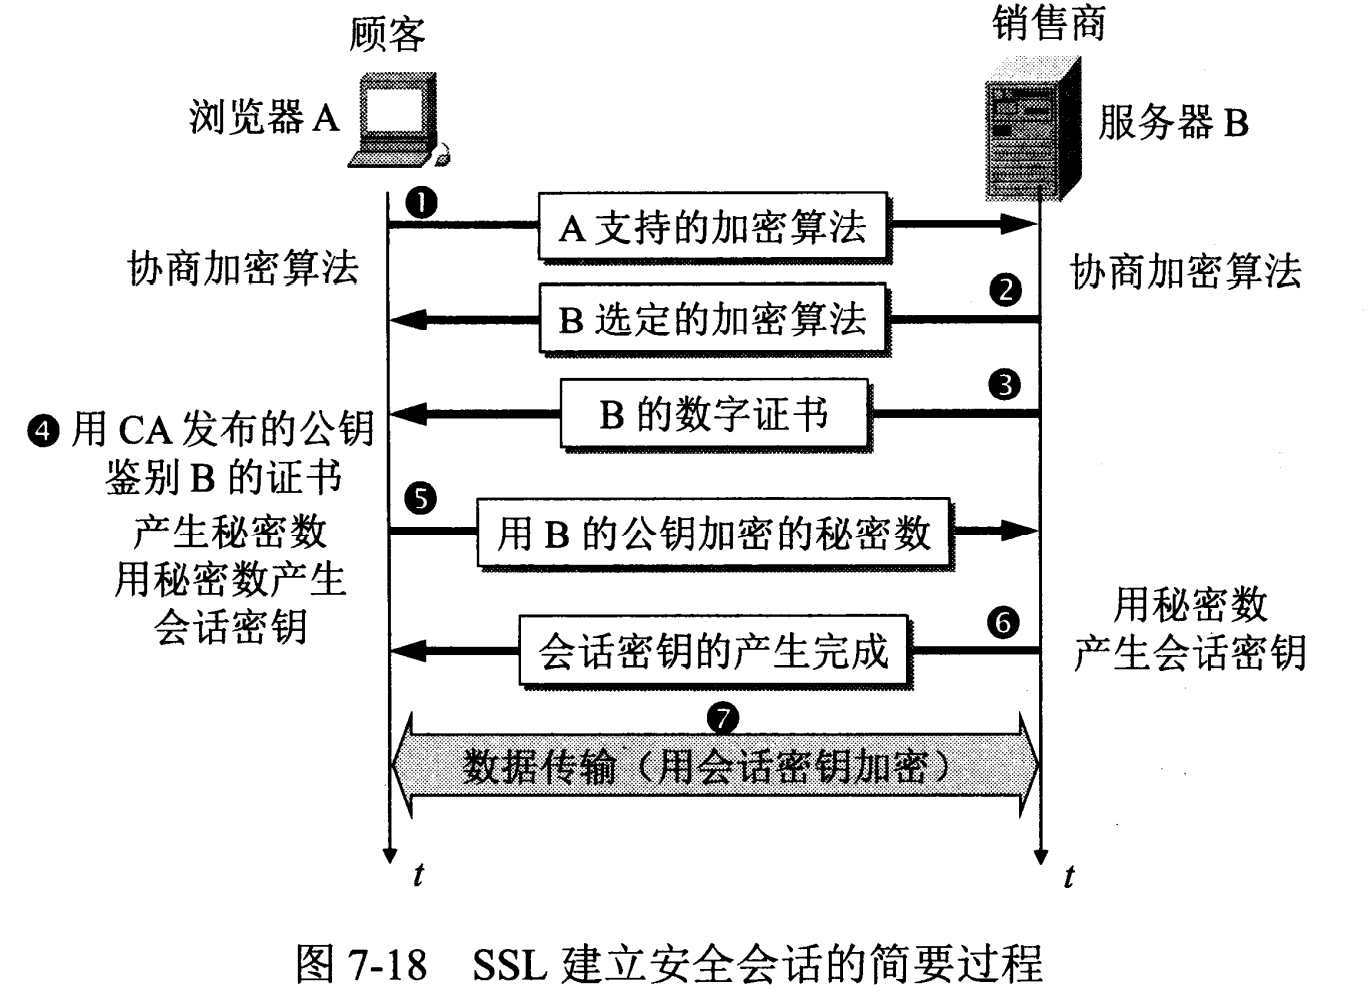 顾客
销售商
浏览器 A
服务器 B
❶
A 支持的加密算法
协商加密算法
协商加密算法
❷
B 选定的加密算法
❸
B 的数字证书
❹ 用 CA 发布的公钥
鉴别 B 的证书
❺
用 B 的公钥加密的秘密数
产生秘密数
用秘密数产生
会话密钥
用秘密数
产生会话密钥
❻
会话密钥的产生完成
❼
数据传输（用会话密钥加密）
t
t
图 7-18 SSL 建立安全会话的简要过程